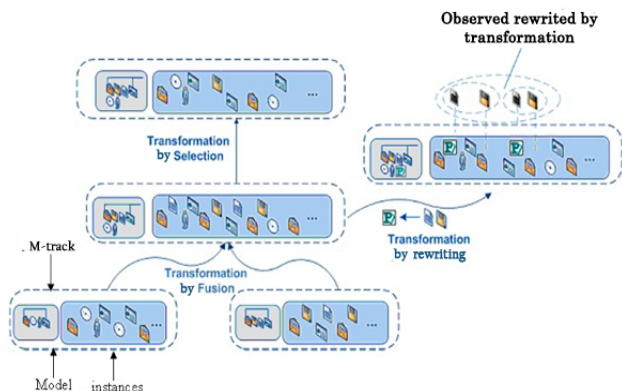 Observed rewrited by
transformation
...
Transformation
by Selection
P
...
P
P
...
P
Transformation
by rewriting
. M-track
Transformation
by Fusion
...
...
Model
instances